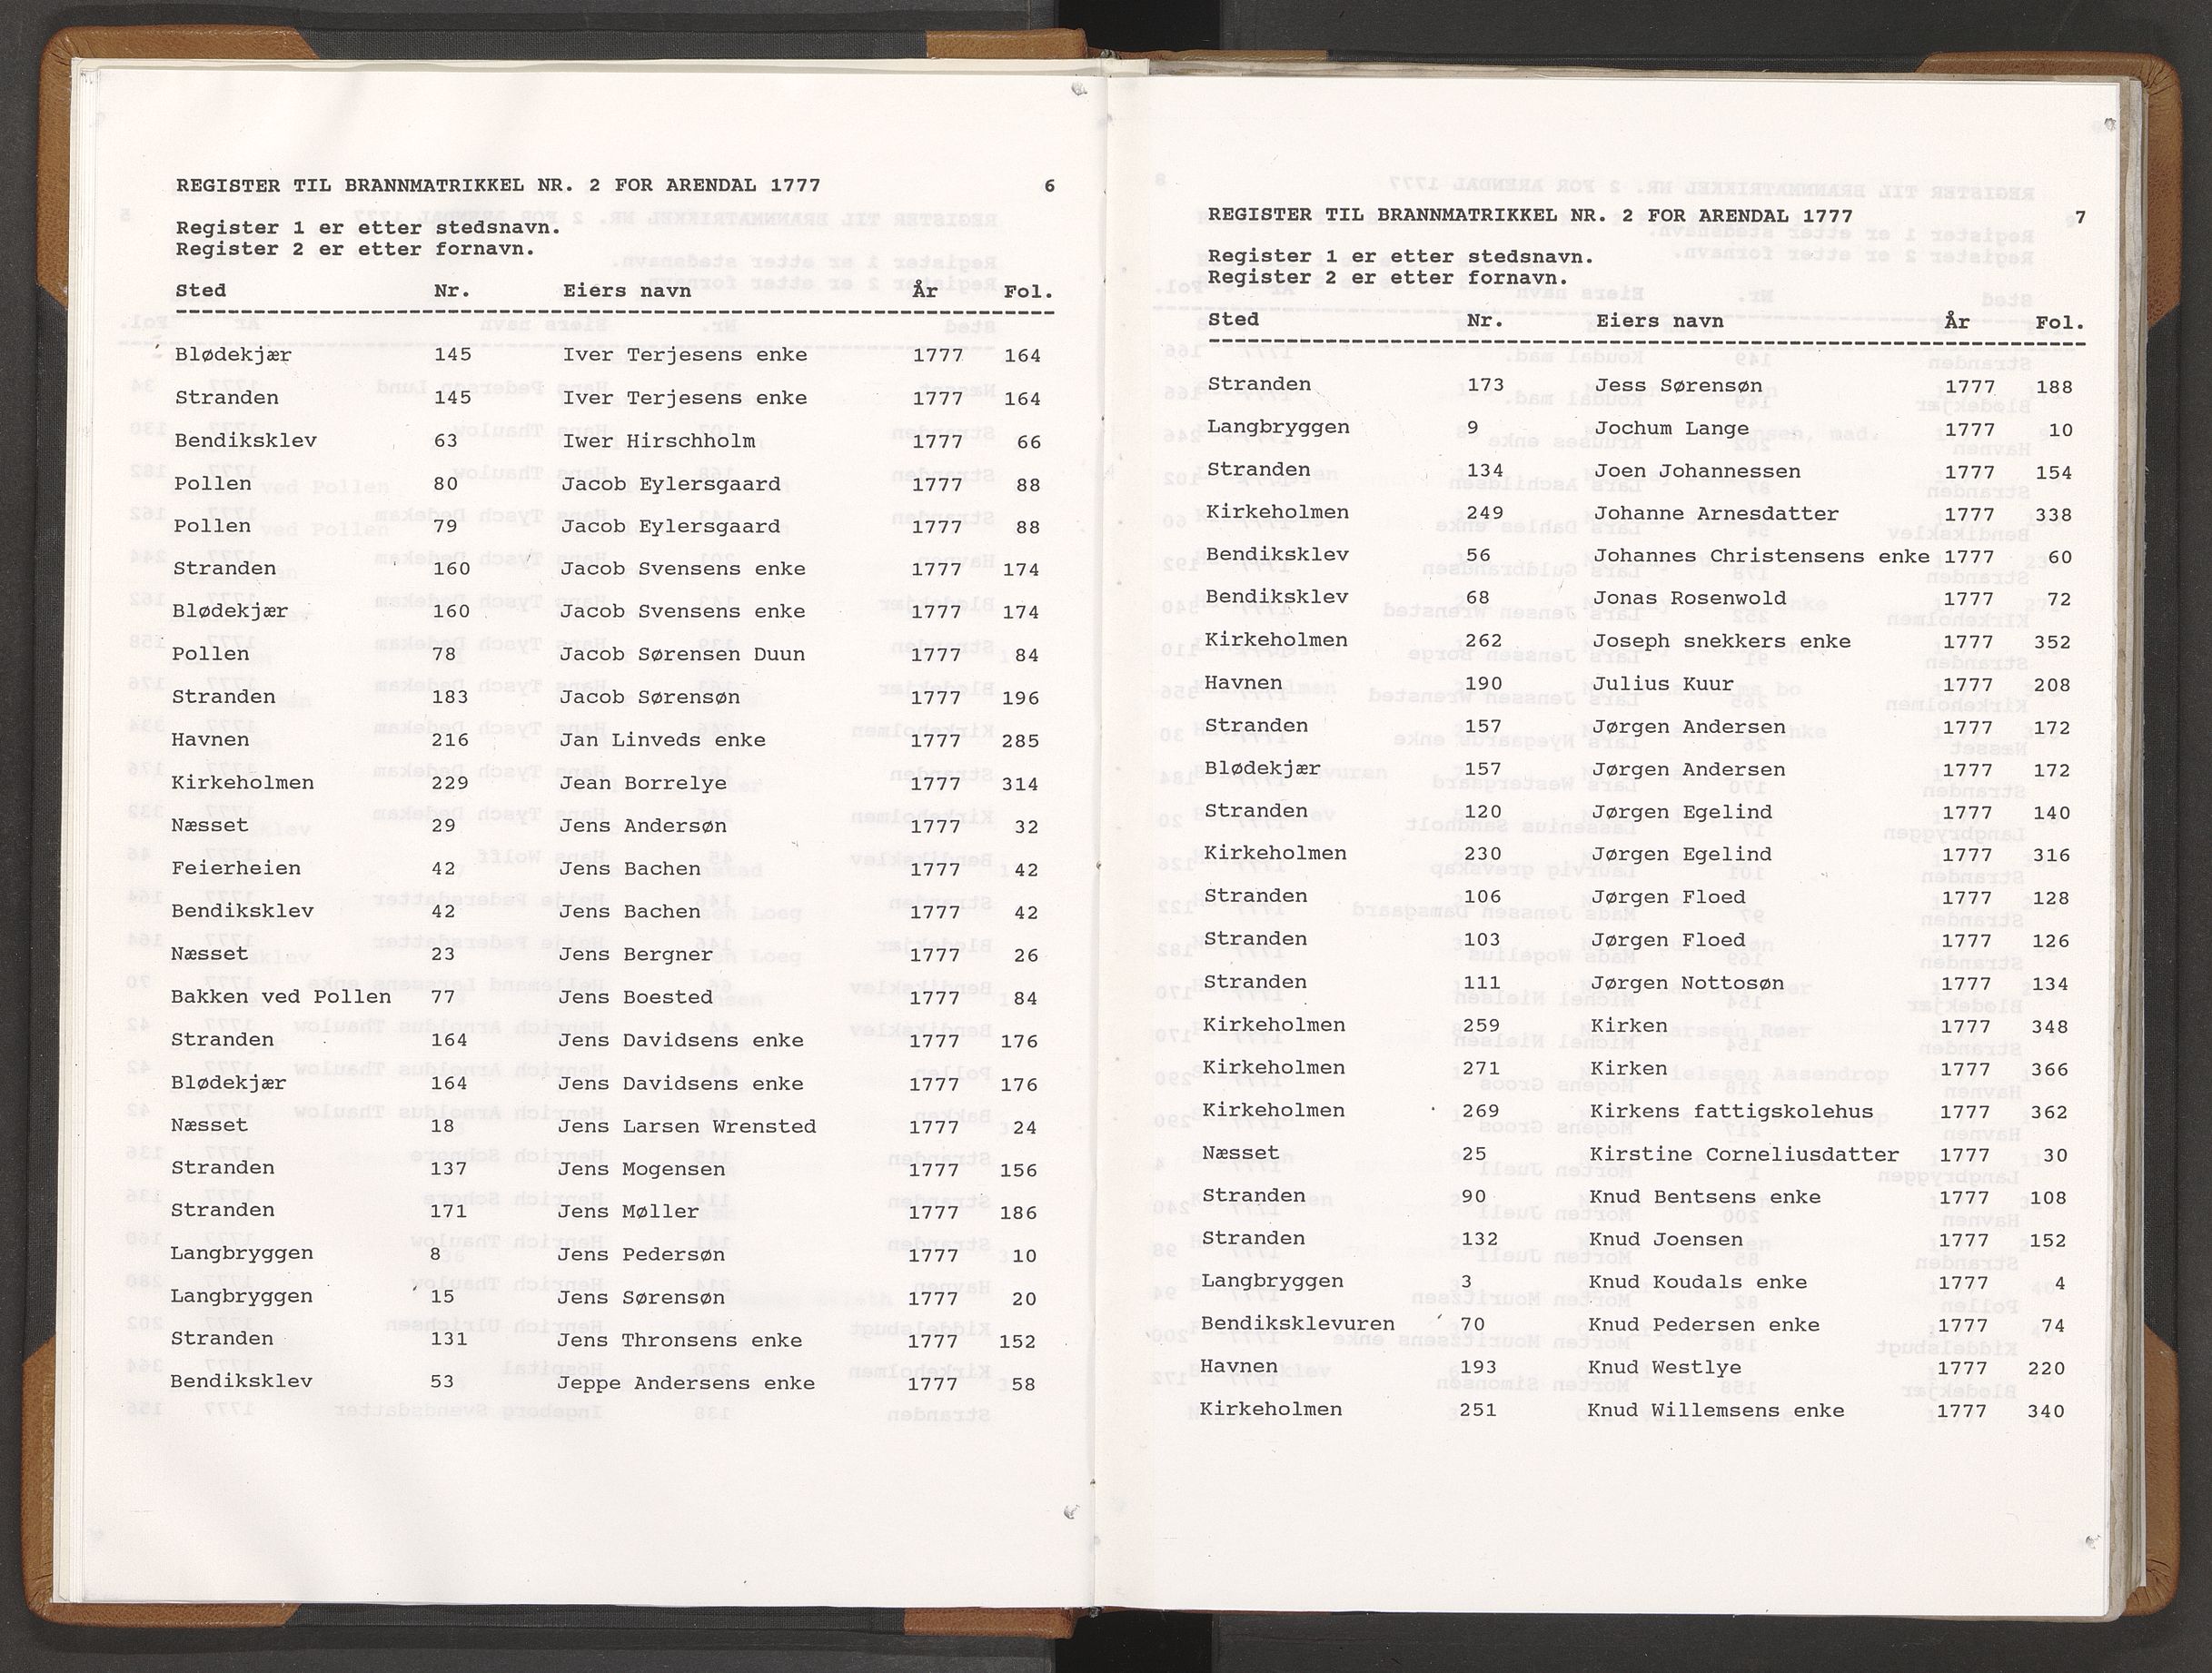 REGISTER TIL BRANNMATRIKKEL NR. 2 FOR ARENDAL 1777 6
Register 1 er etter stedsnavn.
Register 2 er etter fornavn.
Sted Nr. Eiers navn År Fol.
Blødekjær 145 Iver Terjesens enke 1777 164
Stranden 145 Iver Terjesens enke 1777 164
Bendiksklev 63 Iwer Hirschholm 1777 66
Pollen 80 Jacob Eylersgaard 1777 88
Pollen 79 Jacob Eylersgaard 1777 88
Stranden 160 Jacob Svensens enke 1777 174
Blødekjær 160 Jacob Svensens enke 1777 174
Pollen 78 Jacob Sørensen Duun 1777 84
Stranden 183 Jacob Sørensøn 1777 196
Havnen 216 Jan Linveds enke 1777 285
Kirkeholmen 229 Jean Borrelye 1777 314
Næsset 29 Jens Andersøn 1777 32
Feierheien 42 Jens Bachen 1777 42
Bendiksklev 42 Jens Bachen 1777 42
Næsset 23 Jens Bergner 1777 26
Bakken ved Pollen 77 Jens Boested 1777 84
Stranden 164 Jens Davidsens enke 1777 176
Blødekjær 164 Jens Davidsens enke 1777 176
Næsset 18 Jens Larsen Wrensted 1777 24
Stranden 137 Jens Mogensen 1777 156
Stranden 171 Jens Møller 1777 186
Langbryggen 8 Jens Pedersøn 1777 10
Langbryggen 15 Jens Sørensøn 1777 20
Stranden 131 Jens Thronsens enke 1777 152
Bendiksklev 53 Jeppe Andersens enke 1777 58
REGISTER TIL BRANNMATRIKKEL NR. 2 FOR ARENDAL 1777 7
Register 1 er etter stedsnavn.
Register 2 er etter fornavn.
Sted Nr. Eiers navn År Fol.
Stranden 173 Jess Sørensøn 1777 188
Langbryggen 9 Jochum Lange 1777 10
Stranden 134 Joen Johannessen 1777 154
Kirkeholmen 249 Johanne Arnesdatter 1777 338
Bendiksklev 56 Johannes Christensens enke 1777 60
Bendiksklev 68 Jonas Rosenwold 1777 72
Kirkeholmen 262 Joseph snekkers enke 1777 352
Havnen 190 Julius Kuur 1777 208
Stranden 157 Jørgen Andersen 1777 172
Blødekjær 157 Jørgen Andersen 1777 172
Stranden 120 Jørgen Egelind 1777 140
Kirkeholmen 230 Jørgen Egelind 1777 316
Stranden 106 Jørgen Floed 1777 128
Stranden 103 Jørgen Floed 1777 126
Stranden 111 Jørgen Nottosøn 1777 134
Kirkeholmen 259 Kirken 1777 348
Kirkeholmen 271 Kirken 1777 366
Kirkeholmen 269 Kirkens fattigskolehus 1777 362
Næsset 25 Kirstine Corneliusdatter 1777 30
Stranden 90 Knud Bentsens enke 1777 108
Stranden 132 Knud Joensen 1777 152
Langbryggen 3 Knud Koudals enke 1777 4
Bendiksklevuren 70 Knud Pedersen enke 1777 74
Havnen 193 Knud Westlye 1777 220
Kirkeholmen 251 Knud Willemsens enke 1777 340